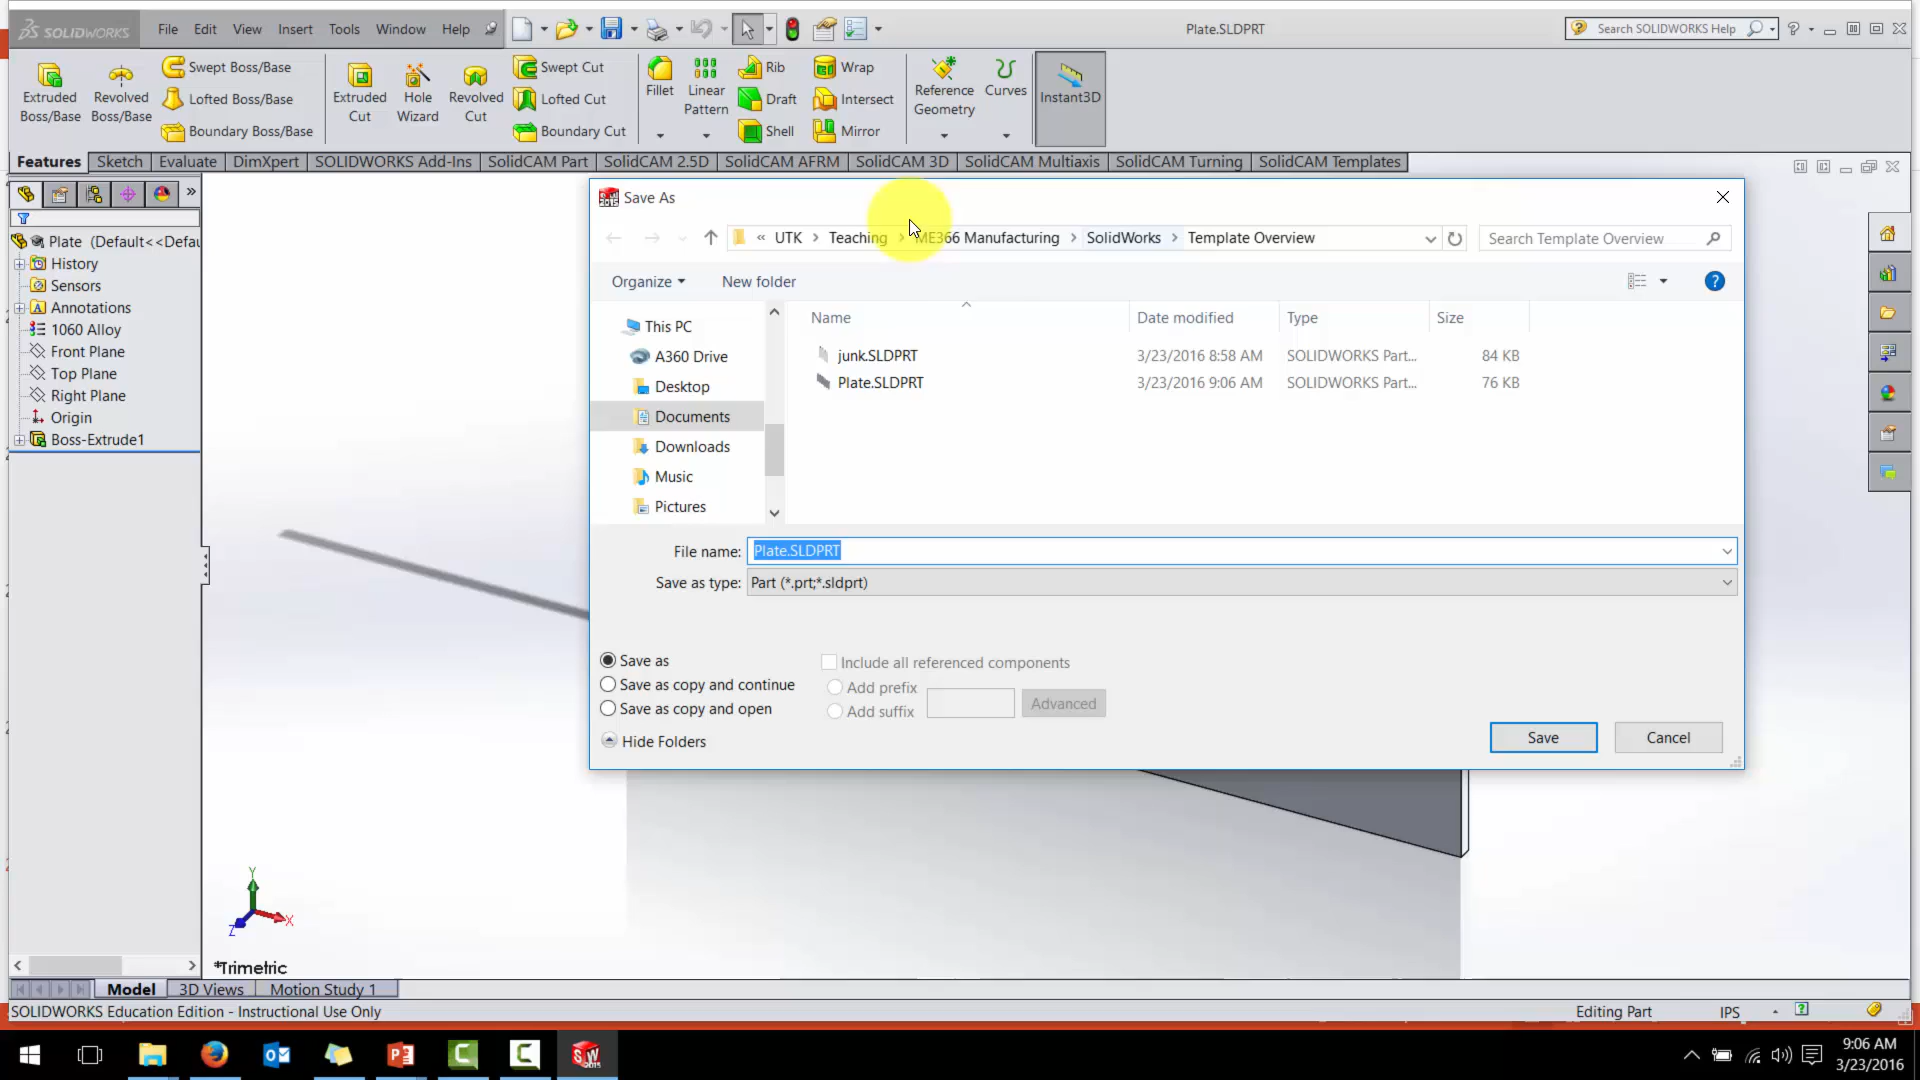 SOLIDWORKS File Edit View Insert Tools Window Help Plate.SLDPRT Search SOLIDWORKS Help
Extruded Boss/Base
Revolved Boss/Base
Swept Boss/Base
Lofted Boss/Base
Boundary Boss/Base
Extruded Cut
Hole Wizard
Revolved Cut
Swept Cut
Lofted Cut
Boundary Cut
Fillet
Linear Pattern
Rib
Draft
Shell
Wrap
Intersect
Mirror
Reference Geometry
Curves
Instant3D
Features Sketch Evaluate DimXpert SOLIDWORKS Add-Ins SolidCAM Part SolidCAM 2.5D SolidCAM AFRM SolidCAM 3D SolidCAM Multiaxis SolidCAM Turning SolidCAM Templates
Plate (Default<<Defau
History
Sensors
Annotations
1060 Alloy
Front Plane
Top Plane
Right Plane
Origin
Boss-Extrude1
Save As
« UTK > Teaching > ME366 Manufacturing > SolidWorks > Template Overview
Search Template Overview
Organize New folder
This PC
A360 Drive
Desktop
Documents
Downloads
Music
Pictures
Name Date modified Type Size
junk.SLDPRT 3/23/2016 8:58 AM SOLIDWORKS Part... 84 KB
Plate.SLDPRT 3/23/2016 9:06 AM SOLIDWORKS Part... 76 KB
File name: Plate.SLDPRT
Save as type: Part (*.prt;*.sldprt)
Save as
Save as copy and continue
Save as copy and open
Include all referenced components
Add prefix
Add suffix
Advanced
Hide Folders
Save Cancel
Y
X
Z
*Trimetric
Model 3D Views Motion Study 1
SOLIDWORKS Education Edition - Instructional Use Only Editing Part IPS
9:06 AM
3/23/2016